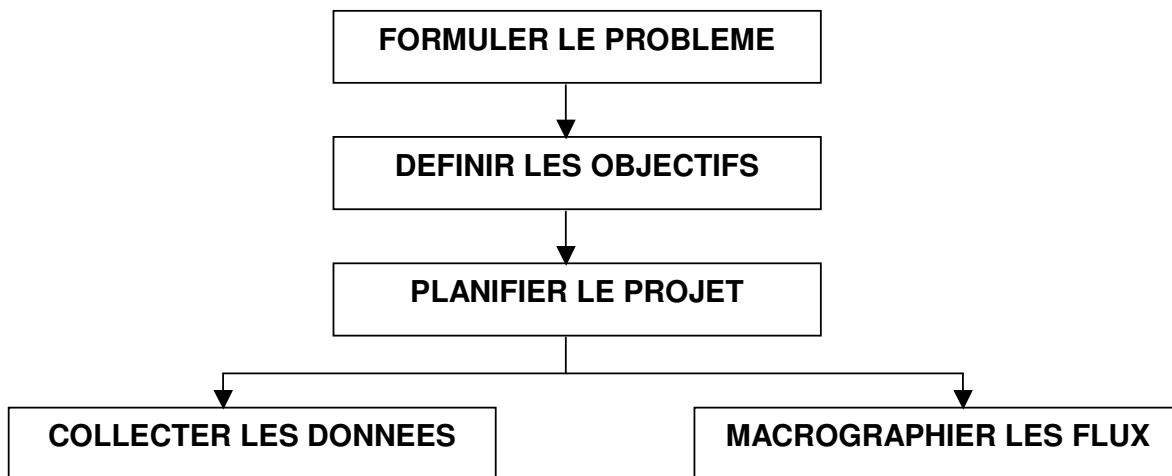 FORMULER LE PROBLEME
DEFINIR LES OBJECTIFS
PLANIFIER LE PROJET
COLLECTER LES DONNEES
MACROGRAPHIER LES FLUX